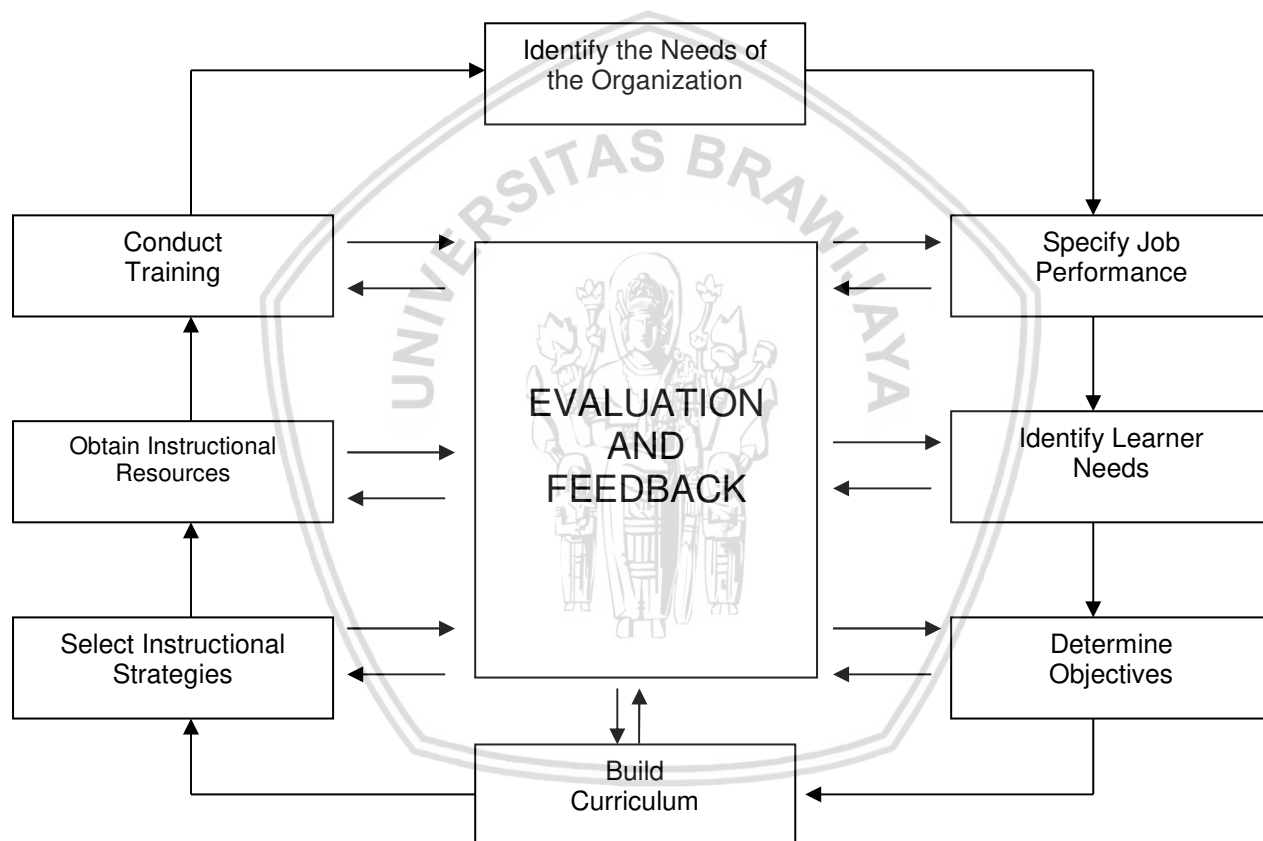 Identify the Needs of
the Organization
UNIVERSITAS BRAWIJAYA
Conduct
Training
Specify Job
Performance
EVALUATION
AND
FEEDBACK
Obtain Instructional
Resources
Identify Learner
Needs
Select Instructional
Strategies
Determine
Objectives
Build
Curriculum